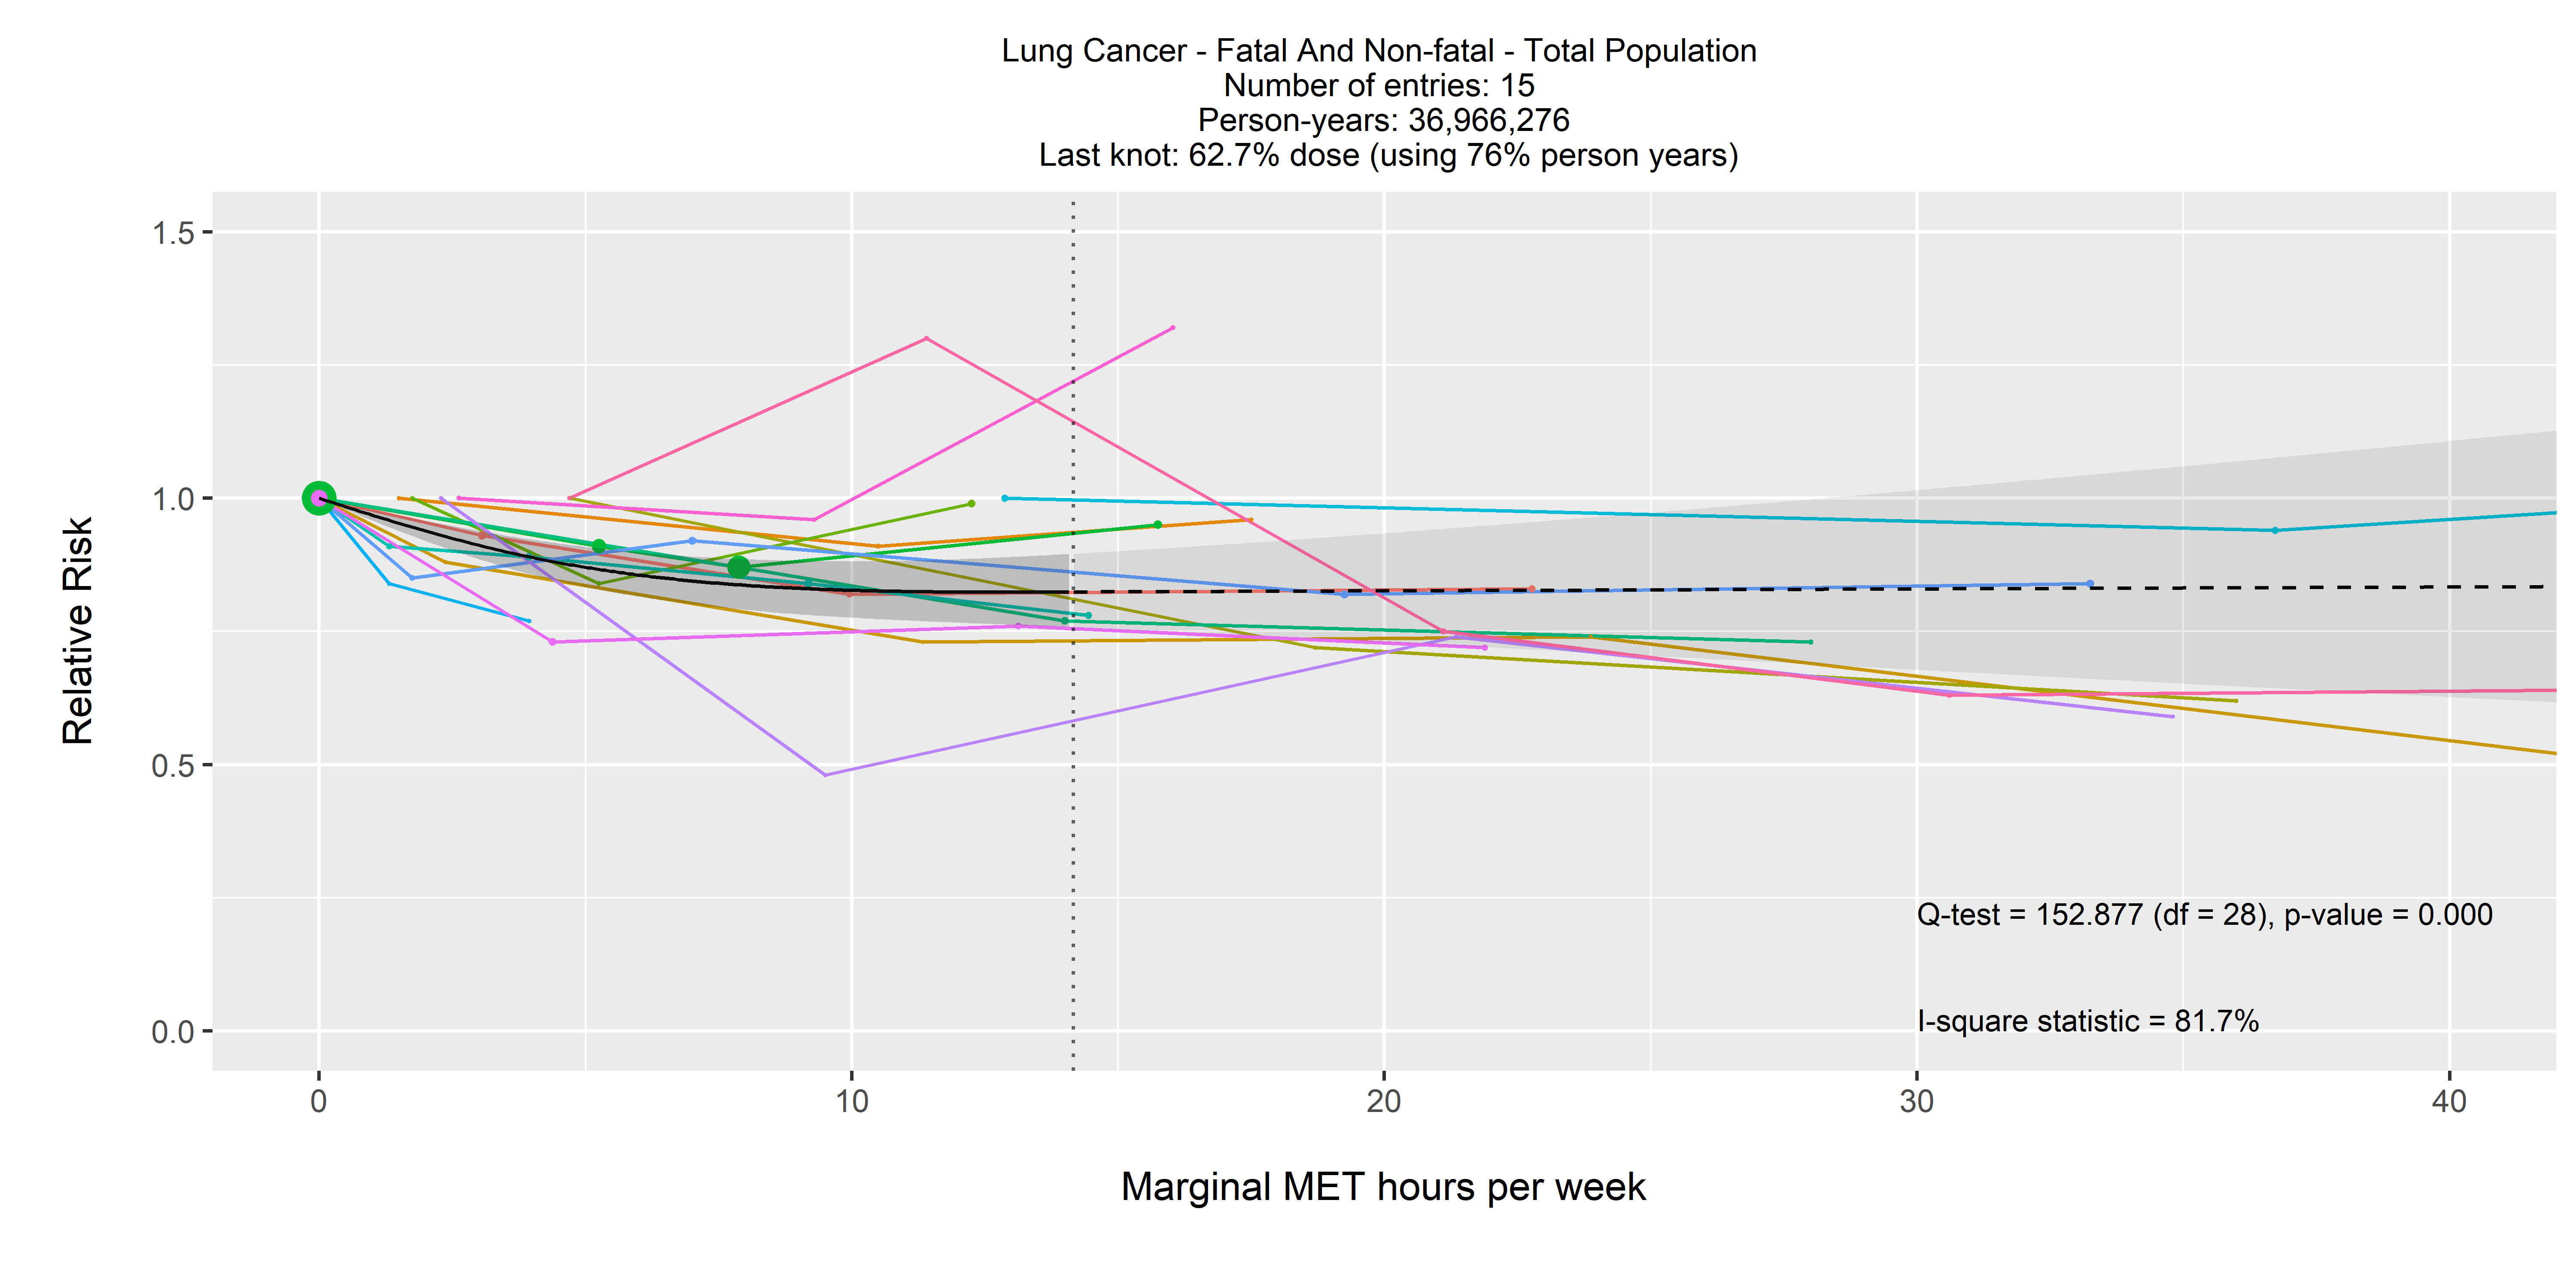 Lung Cancer - Fatal And Non-fatal - Total Population
Number of entries: 15
Person-years: 36,966,276
Last knot: 62.7% dose (using 76% person years)
Relative Risk
1.5
1.0
0.5
0.0
Q-test = 152.877 (df = 28), p-value = 0.000
I-square statistic = 81.7%
0 10 20 30 40
Marginal MET hours per week